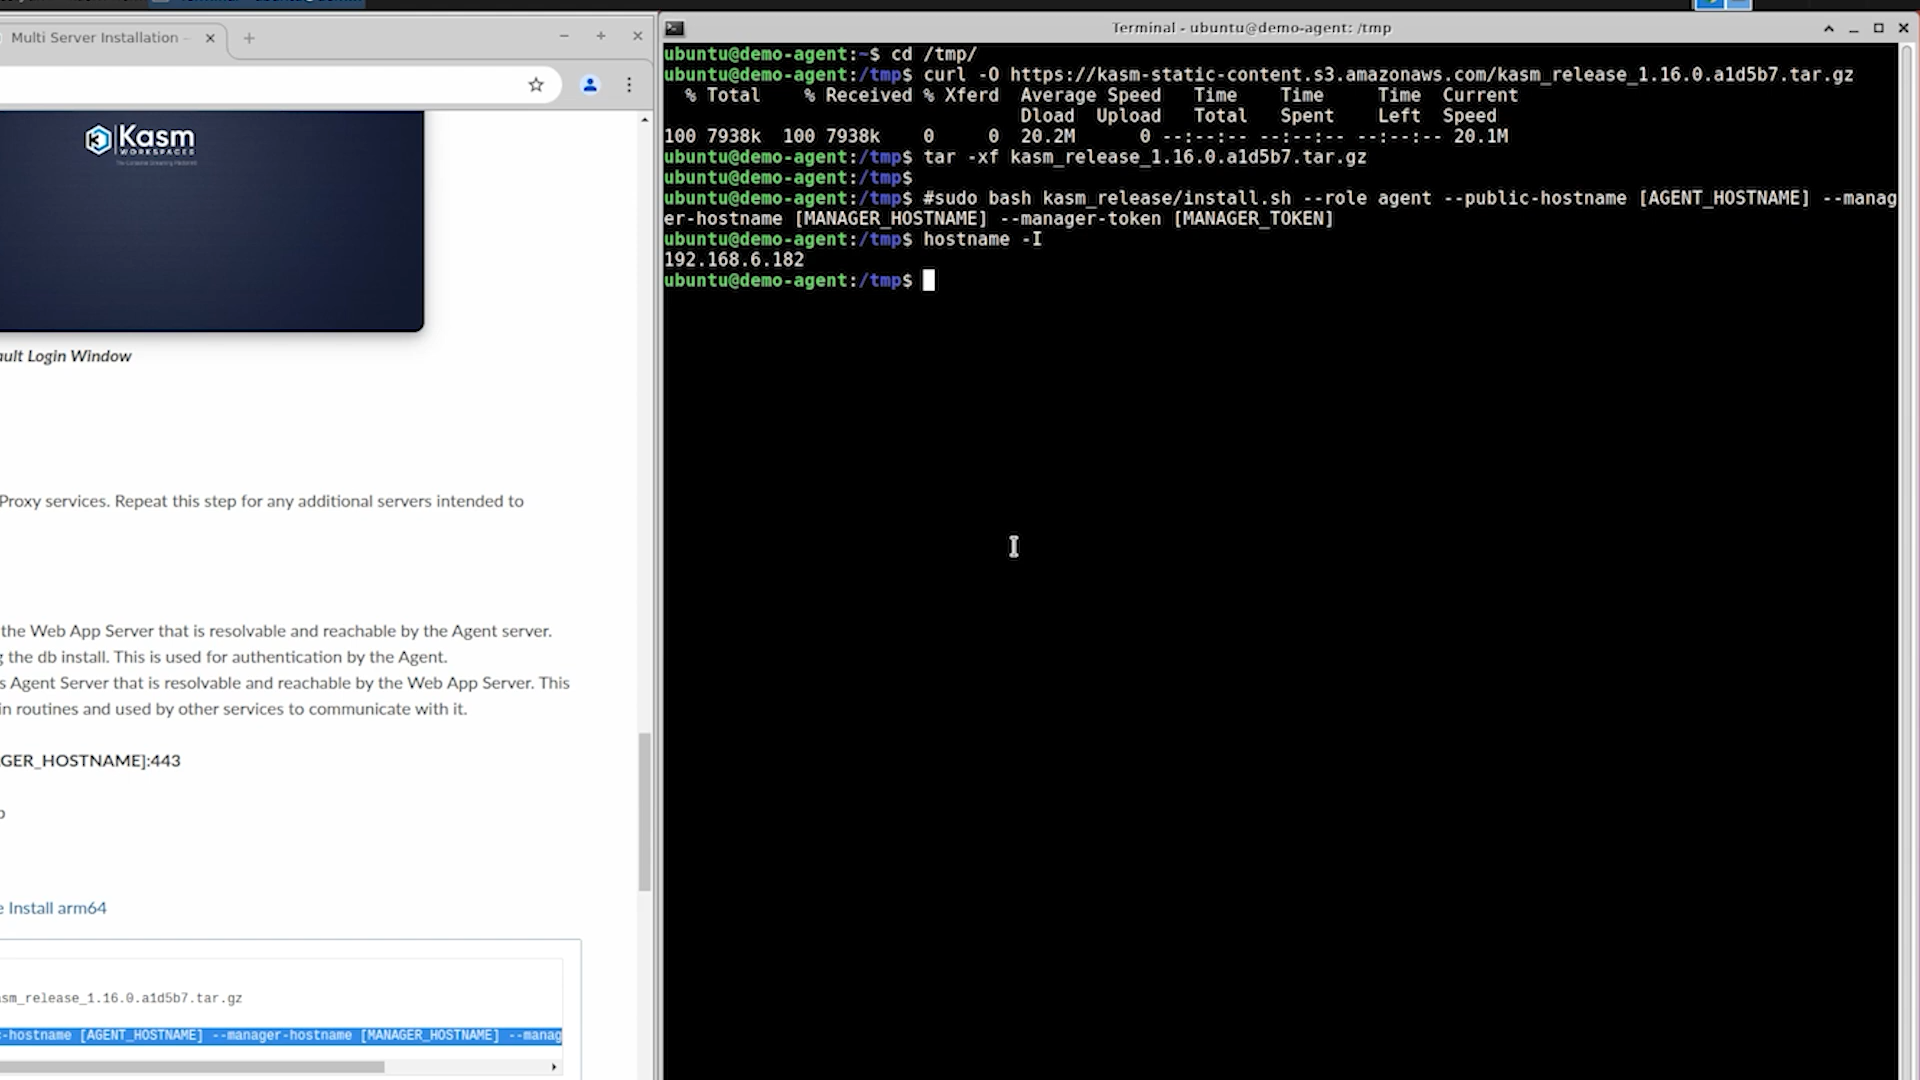 Multi Server Installation -
Kasm
WORKSPACES
ault Login Window
Proxy services. Repeat this step for any additional servers intended to
the Web App Server that is resolvable and reachable by the Agent server.
g the db install. This is used for authentication by the Agent.
s Agent Server that is resolvable and reachable by the Web App Server. This
in routines and used by other services to communicate with it.
GER_HOSTNAME]:443
e Install arm64
asm_release_1.16.0.a1d5b7.tar.gz
c-hostname [AGENT_HOSTNAME] --manager-hostname [MANAGER_HOSTNAME] --manag
Terminal - ubuntu@demo-agent: /tmp
ubuntu@demo-agent:~$ cd /tmp/
ubuntu@demo-agent:/tmp$ curl -O https://kasm-static-content.s3.amazonaws.com/kasm_release_1.16.0.a1d5b7.tar.gz
% Total % Received % Xferd Average Speed Time Time Time Current
Dload Upload Total Spent Left Speed
100 7938k 100 7938k 0 0 20.2M 0 --:--:-- --:--:-- --:--:-- 20.1M
ubuntu@demo-agent:/tmp$ tar -xf kasm_release_1.16.0.a1d5b7.tar.gz
ubuntu@demo-agent:/tmp$
ubuntu@demo-agent:/tmp$ #sudo bash kasm_release/install.sh --role agent --public-hostname [AGENT_HOSTNAME] --manag
er-hostname [MANAGER_HOSTNAME] --manager-token [MANAGER_TOKEN]
ubuntu@demo-agent:/tmp$ hostname -I
192.168.6.182
ubuntu@demo-agent:/tmp$